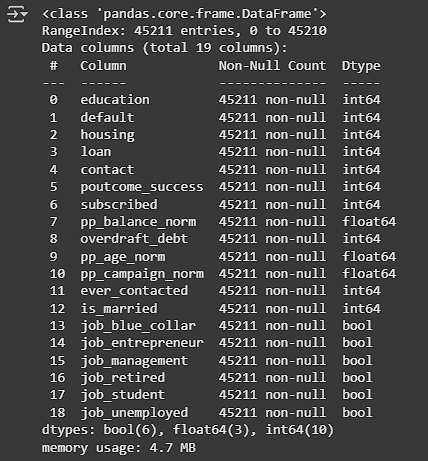 <class 'pandas.core.frame.DataFrame'>
RangeIndex: 45211 entries, 0 to 45210
Data columns (total 19 columns):
 #   Column            Non-Null Count  Dtype
---  ------            --------------  -----
 0   education         45211 non-null  int64
 1   default           45211 non-null  int64
 2   housing           45211 non-null  int64
 3   loan              45211 non-null  int64
 4   contact           45211 non-null  int64
 5   poutcome_success  45211 non-null  int64
 6   subscribed        45211 non-null  int64
 7   pp_balance_norm   45211 non-null  float64
 8   overdraft_debt    45211 non-null  int64
 9   pp_age_norm       45211 non-null  float64
 10  pp_campaign_norm  45211 non-null  float64
 11  ever_contacted    45211 non-null  int64
 12  is_married        45211 non-null  int64
 13  job_blue_collar   45211 non-null  bool
 14  job_entrepreneur  45211 non-null  bool
 15  job_management    45211 non-null  bool
 16  job_retired       45211 non-null  bool
 17  job_student       45211 non-null  bool
 18  job_unemployed    45211 non-null  bool
dtypes: bool(6), float64(3), int64(10)
memory usage: 4.7 MB